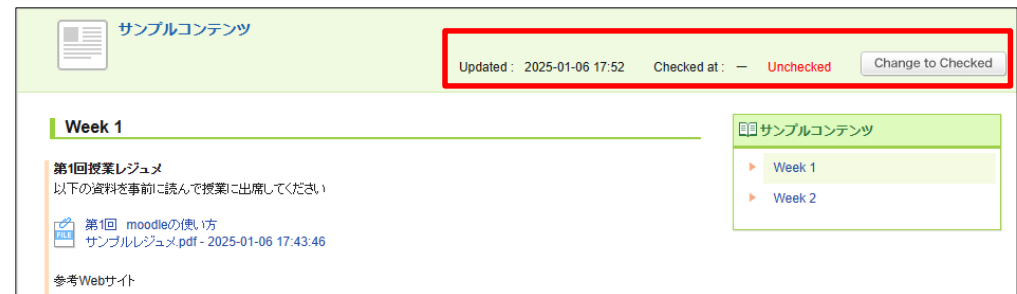 サンプルコンテンツ
Updated : 2025-01-06 17:52 Checked at : － Unchecked Change to Checked
Week 1
第1回授業レジュメ
以下の資料を事前に読んで授業に出席してください
FILE
第1回 moodleの使い方
サンプルレジュメ.pdf - 2025-01-06 17:43:46
参考Webサイト
サンプルコンテンツ
Week 1
Week 2